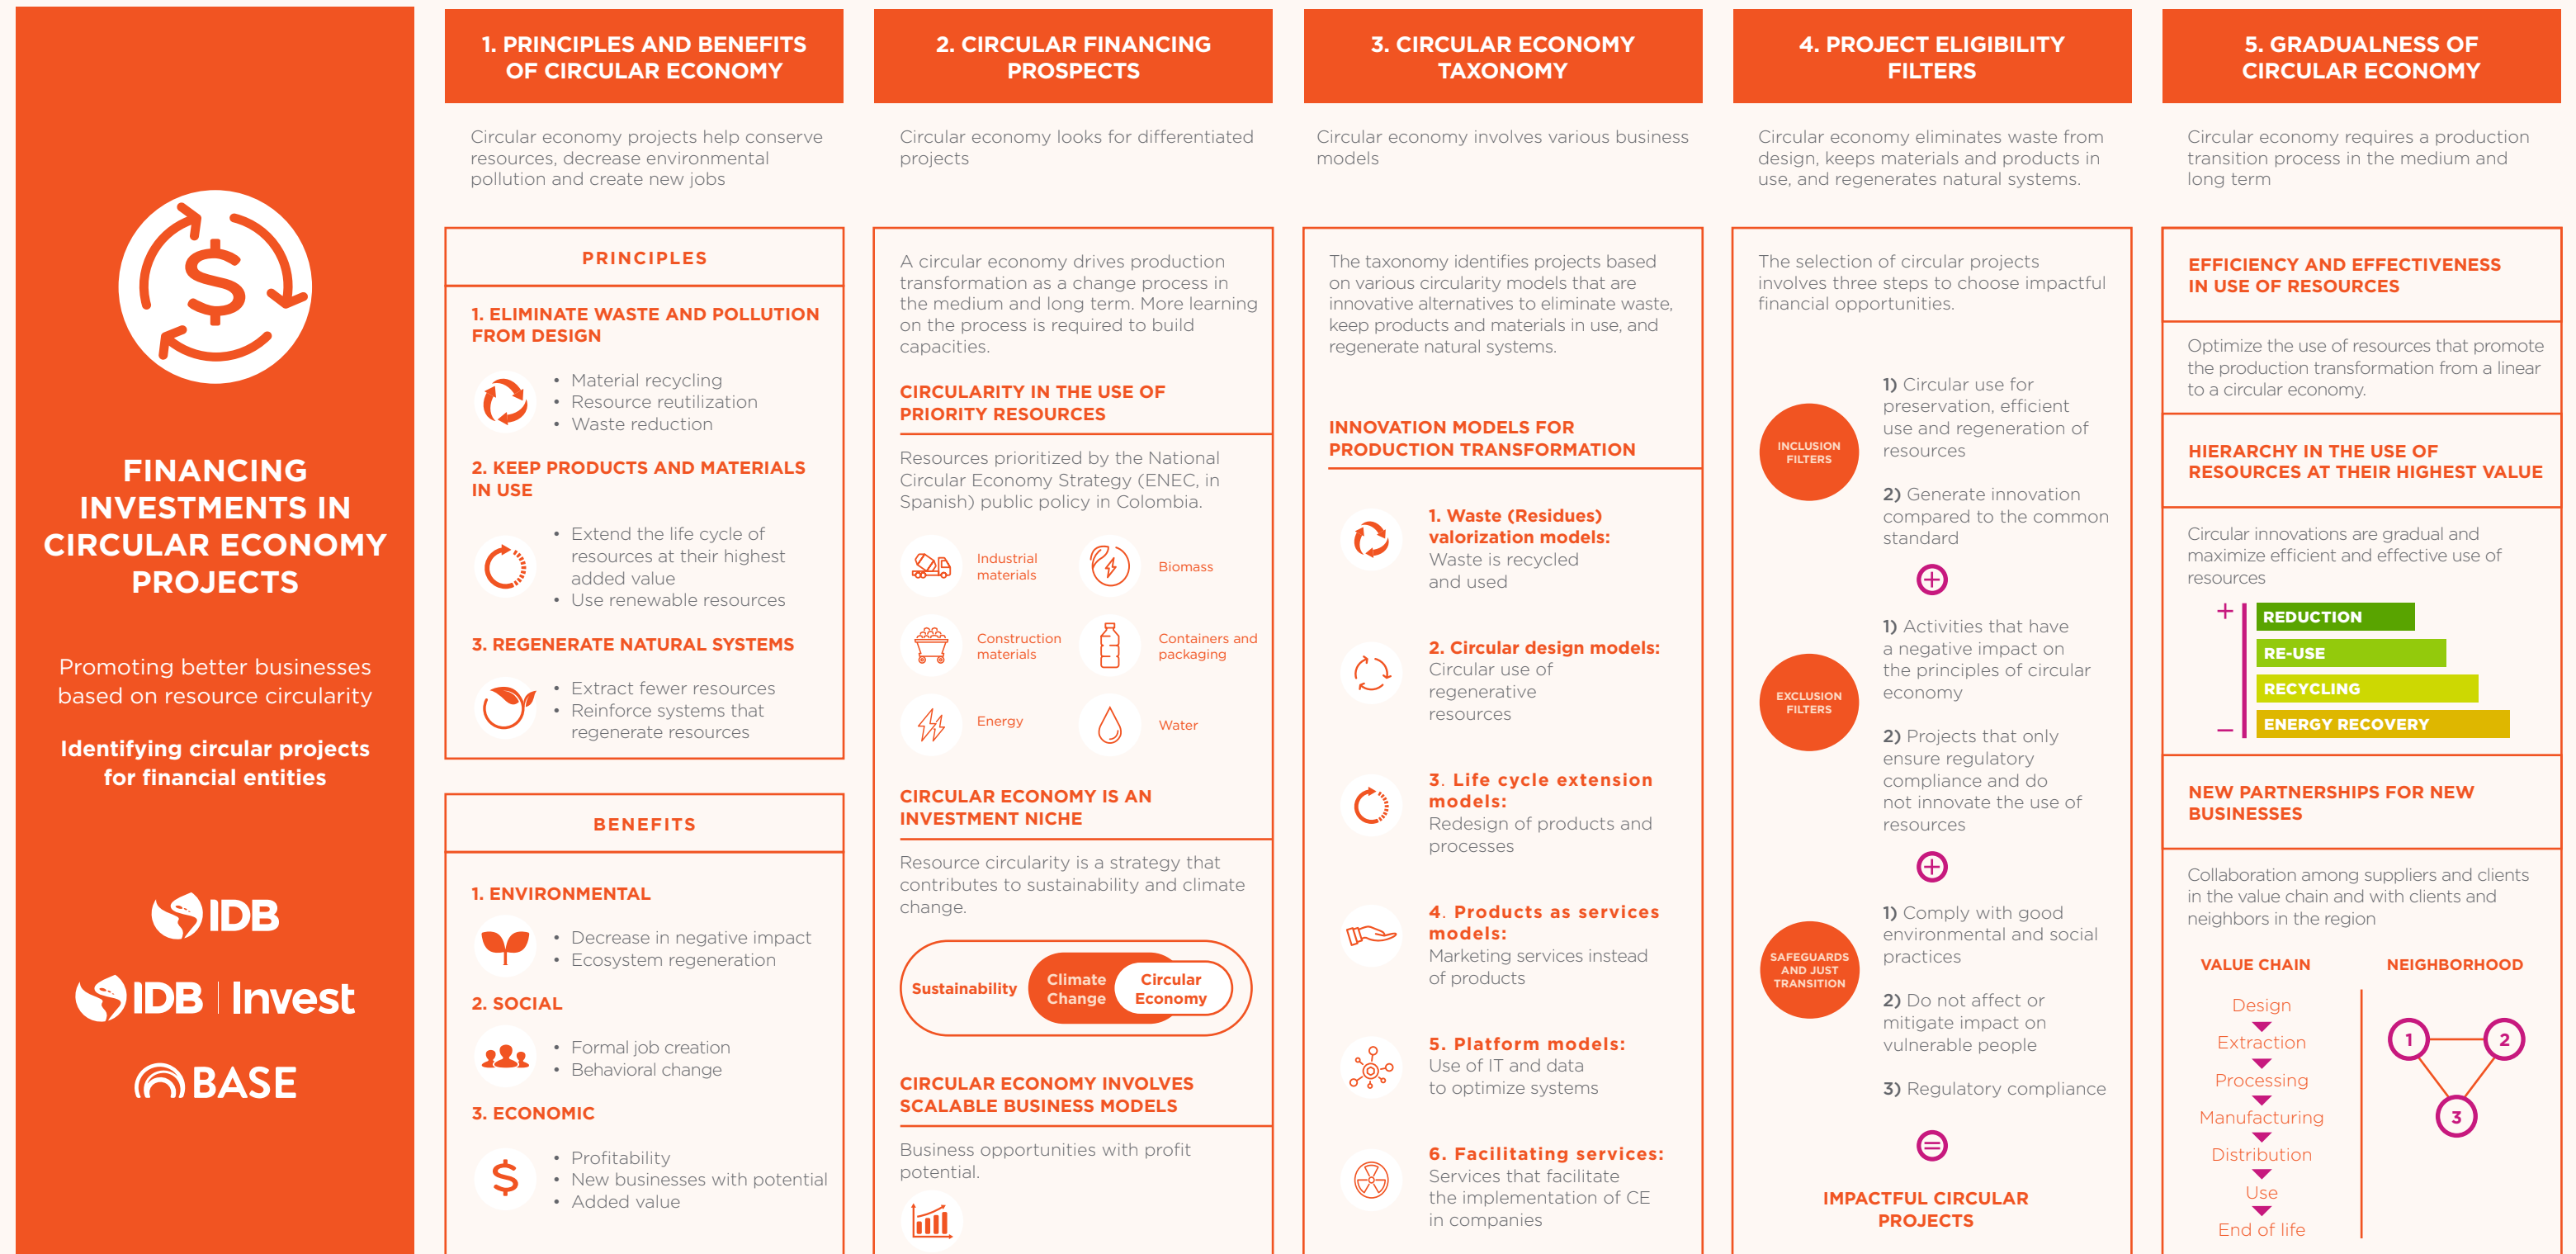 FINANCING
INVESTMENTS IN
CIRCULAR ECONOMY
PROJECTS
Promoting better businesses
based on resource circularity
Identifying circular projects
for financial entities
IDB
IDB | Invest
BASE
1. PRINCIPLES AND BENEFITS
OF CIRCULAR ECONOMY
Circular economy projects help conserve
resources, decrease environmental
pollution and create new jobs
PRINCIPLES
1. ELIMINATE WASTE AND POLLUTION
FROM DESIGN
• Material recycling
• Resource reutilization
• Waste reduction
2. KEEP PRODUCTS AND MATERIALS
IN USE
• Extend the life cycle of
resources at their highest
added value
• Use renewable resources
3. REGENERATE NATURAL SYSTEMS
• Extract fewer resources
• Reinforce systems that
regenerate resources
BENEFITS
1. ENVIRONMENTAL
• Decrease in negative impact
• Ecosystem regeneration
2. SOCIAL
• Formal job creation
• Behavioral change
3. ECONOMIC
$
• Profitability
• New businesses with potential
• Added value
2. CIRCULAR FINANCING
PROSPECTS
Circular economy looks for differentiated
projects
A circular economy drives production
transformation as a change process in
the medium and long term. More learning
on the process is required to build
capacities.
CIRCULARITY IN THE USE OF
PRIORITY RESOURCES
Resources prioritized by the National
Circular Economy Strategy (ENEC, in
Spanish) public policy in Colombia.
Industrial
materials
Biomass
Construction
materials
Containers and
packaging
Energy
Water
CIRCULAR ECONOMY IS AN
INVESTMENT NICHE
Resource circularity is a strategy that
contributes to sustainability and climate
change.
Sustainability
Climate
Change
Circular
Economy
CIRCULAR ECONOMY INVOLVES
SCALABLE BUSINESS MODELS
Business opportunities with profit
potential.
3. CIRCULAR ECONOMY
TAXONOMY
Circular economy involves various business
models
The taxonomy identifies projects based
on various circularity models that are
innovative alternatives to eliminate waste,
keep products and materials in use, and
regenerate natural systems.
INNOVATION MODELS FOR
PRODUCTION TRANSFORMATION
1. Waste (Residues)
valorization models:
Waste is recycled
and used
2. Circular design models:
Circular use of
regenerative
resources
3. Life cycle extension
models:
Redesign of products and
processes
4. Products as services
models:
Marketing services instead
of products
5. Platform models:
Use of IT and data
to optimize systems
6. Facilitating services:
Services that facilitate
the implementation of CE
in companies
4. PROJECT ELIGIBILITY
FILTERS
Circular economy eliminates waste from
design, keeps materials and products in
use, and regenerates natural systems.
The selection of circular projects
involves three steps to choose impactful
financial opportunities.
INCLUSION
FILTERS
1) Circular use for
preservation, efficient
use and regeneration of
resources
2) Generate innovation
compared to the common
standard
+
EXCLUSION
FILTERS
1) Activities that have
a negative impact on
the principles of circular
economy
2) Projects that only
ensure regulatory
compliance and do
not innovate the use of
resources
+
SAFEGUARDS
AND JUST
TRANSITION
1) Comply with good
environmental and social
practices
2) Do not affect or
mitigate impact on
vulnerable people
3) Regulatory compliance
=
IMPACTFUL CIRCULAR
PROJECTS
5. GRADUALNESS OF
CIRCULAR ECONOMY
Circular economy requires a production
transition process in the medium and
long term
EFFICIENCY AND EFFECTIVENESS
IN USE OF RESOURCES
Optimize the use of resources that promote
the production transformation from a linear
to a circular economy.
HIERARCHY IN THE USE OF
RESOURCES AT THEIR HIGHEST VALUE
Circular innovations are gradual and
maximize efficient and effective use of
resources
+
REDUCTION
RE-USE
RECYCLING
ENERGY RECOVERY
−
NEW PARTNERSHIPS FOR NEW
BUSINESSES
Collaboration among suppliers and clients
in the value chain and with clients and
neighbors in the region
VALUE CHAIN
Design
Extraction
Processing
Manufacturing
Distribution
Use
End of life
NEIGHBORHOOD
1
2
3